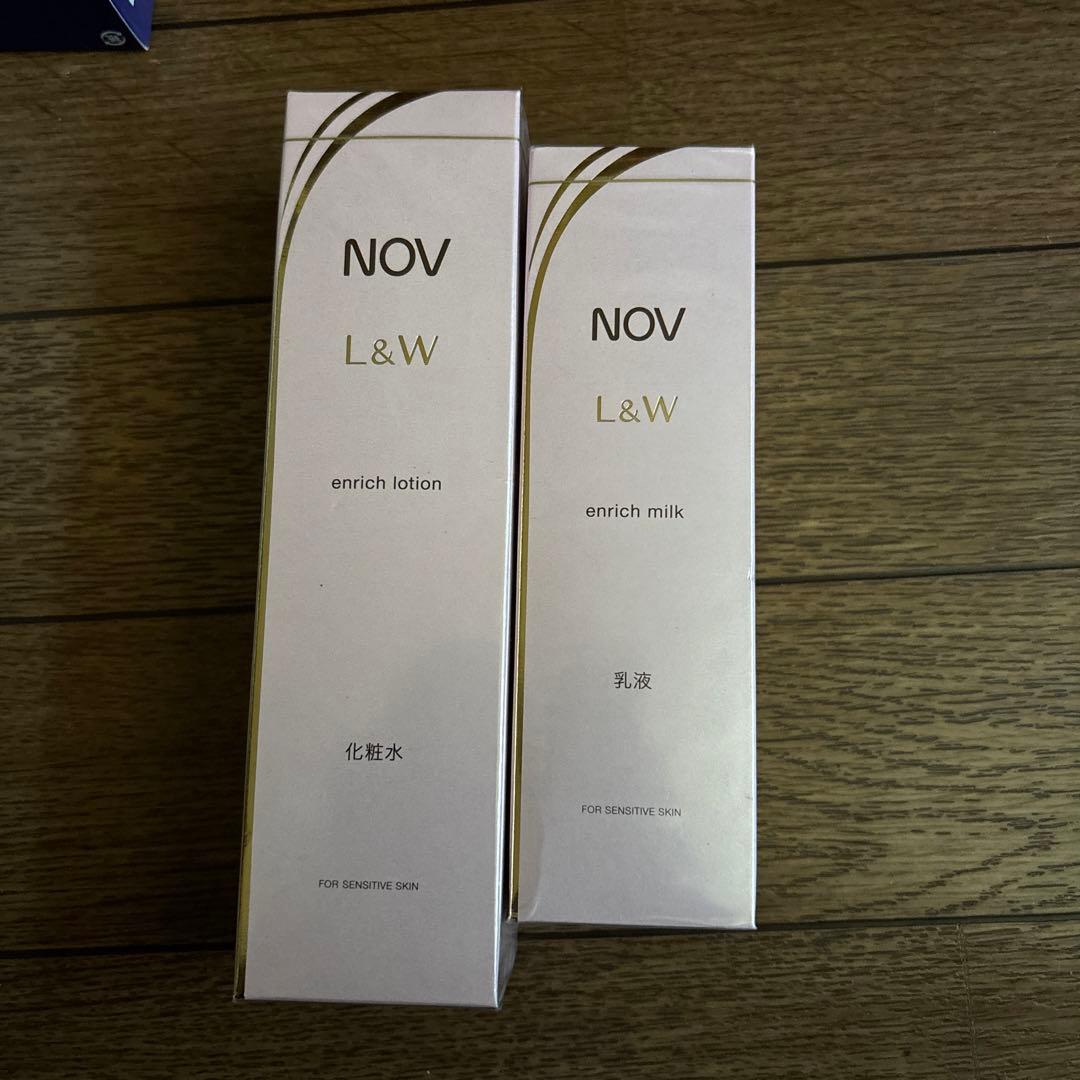 NOV
L&W
enrich lotion
化粧水
FOR SENSITIVE SKIN
NOV
L&W
enrich milk
乳液
FOR SENSITIVE SKIN